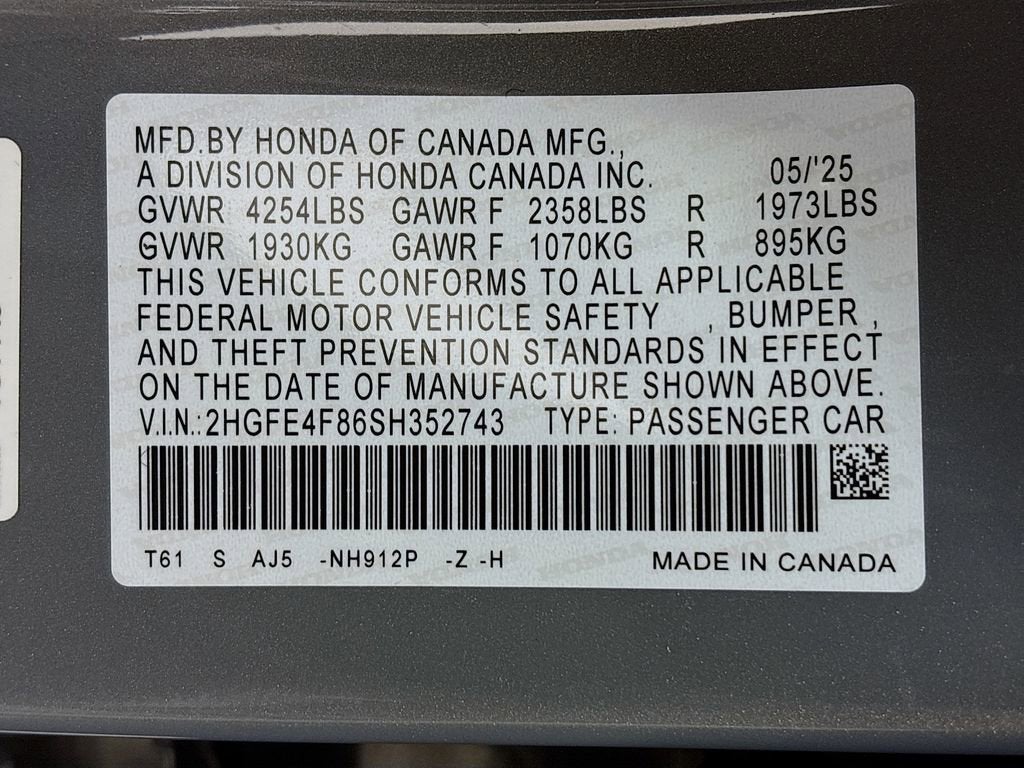 MFD.BY HONDA OF CANADA MFG.,
A DIVISION OF HONDA CANADA INC. 05/'25
GVWR 4254LBS GAWR F 2358LBS R 1973LBS
GVWR 1930KG GAWR F 1070KG R 895KG
THIS VEHICLE CONFORMS TO ALL APPLICABLE
FEDERAL MOTOR VEHICLE SAFETY , BUMPER ,
AND THEFT PREVENTION STANDARDS IN EFFECT
ON THE DATE OF MANUFACTURE SHOWN ABOVE.
V.I.N.:2HGFE4F86SH352743 TYPE: PASSENGER CAR
T61 S AJ5 -NH912P -Z -H MADE IN CANADA